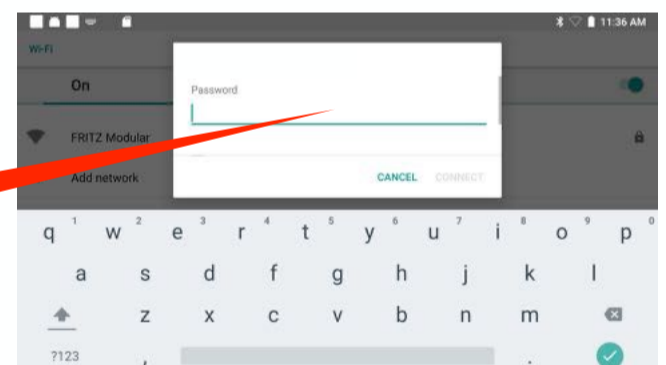 11:36 AM
Wi-Fi
On
Password
FRITZ Modular
Add network
CANCEL CONNECT
1 2 3 4 5 6 7 8 9 0
q w e r t y u i o p
a s d f g h j k l
z x c v b n m
?123 , .